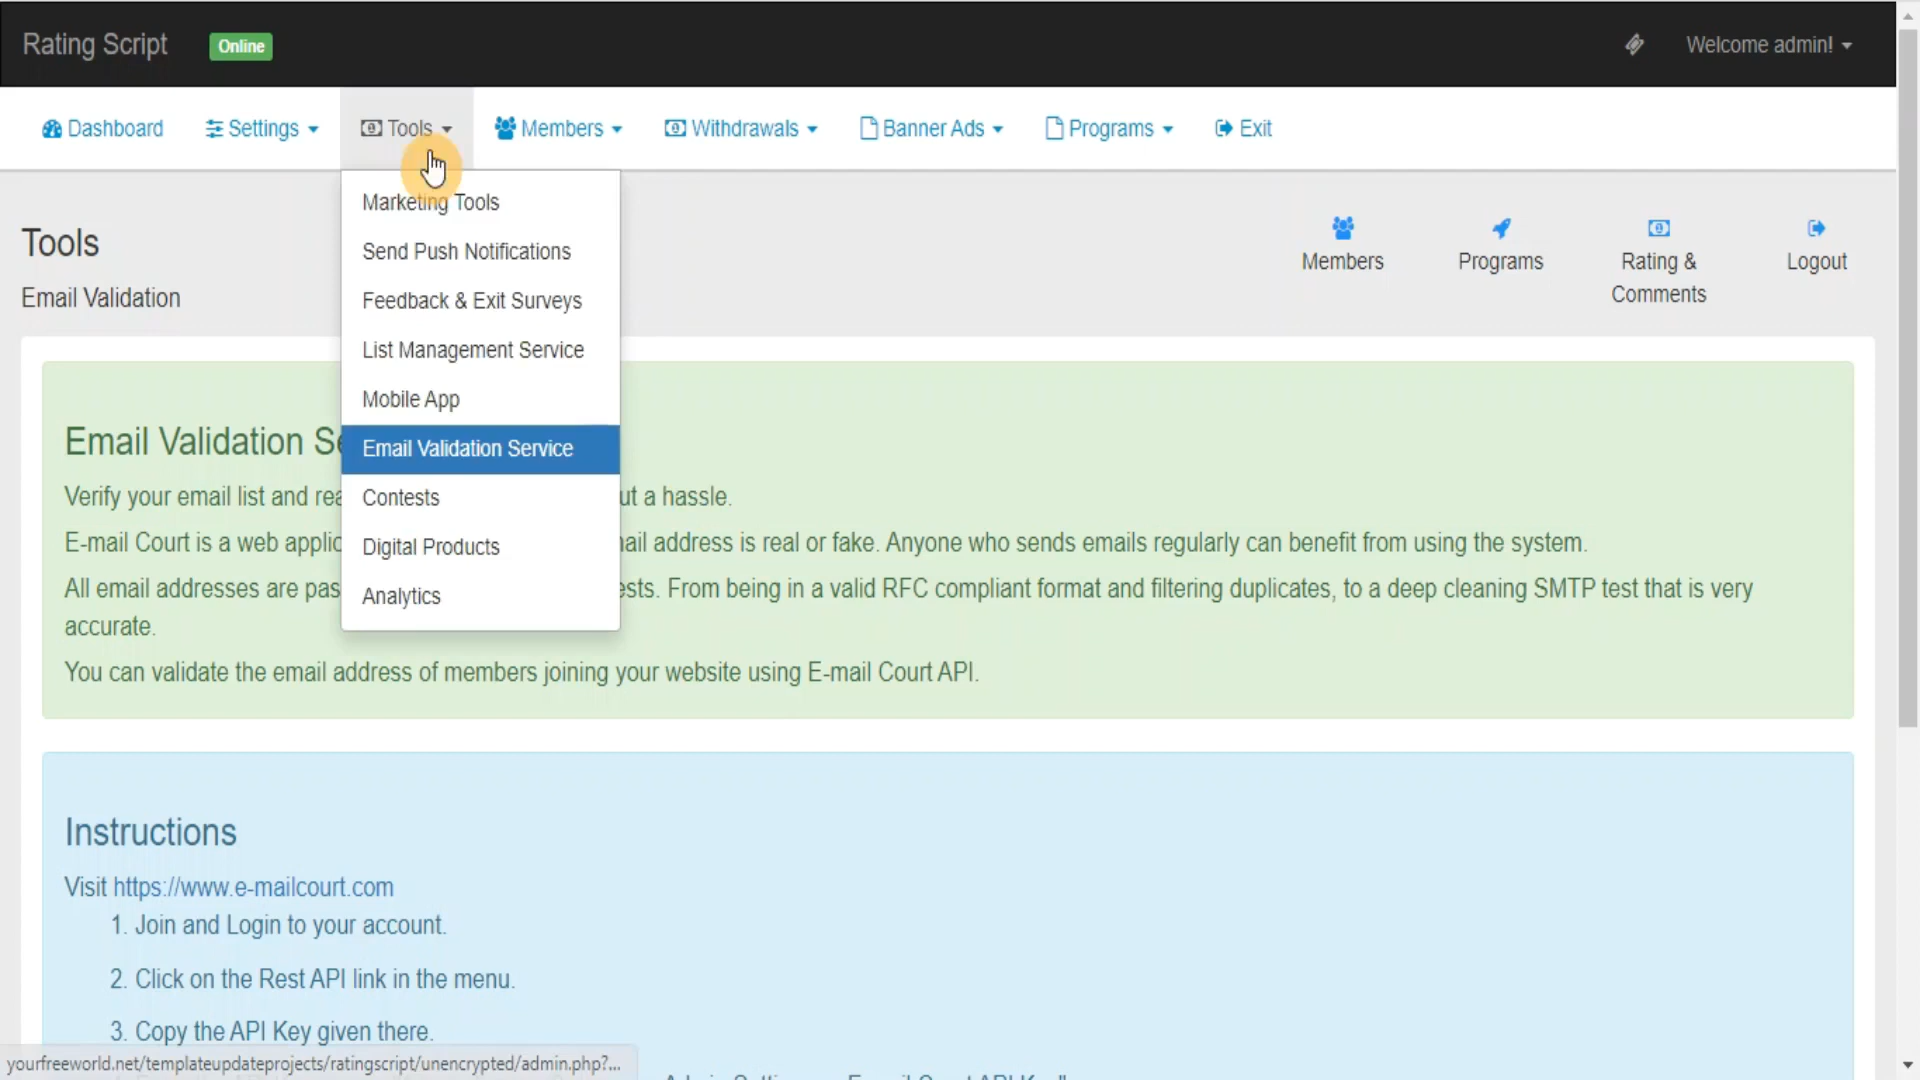 Rating Script Online Welcome admin!
Dashboard Settings Tools Members Withdrawals Banner Ads Programs Exit
Marketing Tools
Send Push Notifications
Feedback & Exit Surveys
List Management Service
Mobile App
Email Validation Service
Contests
Digital Products
Analytics
Tools
Email Validation
Members
Programs
Rating &
Comments
Logout
Email Validation
Verify your email list and ut a hassle.
E-mail Court is a web address is real or fake. Anyone who sends emails regularly can benefit from using the system.
All email addresses are From being in a valid RFC compliant format and filtering duplicates, to a deep cleaning SMTP test that is very
accurate.
You can validate the email address of members joining your website using E-mail Court API.
Instructions
Visit https://www.e-mailcourt.com
1. Join and Login to your account.
2. Click on the Rest API link in the menu.
3. Copy the API Key given there.
yourfreeworld.net/templateupdateprojects/ratingscript/unencrypted/admin.php?...